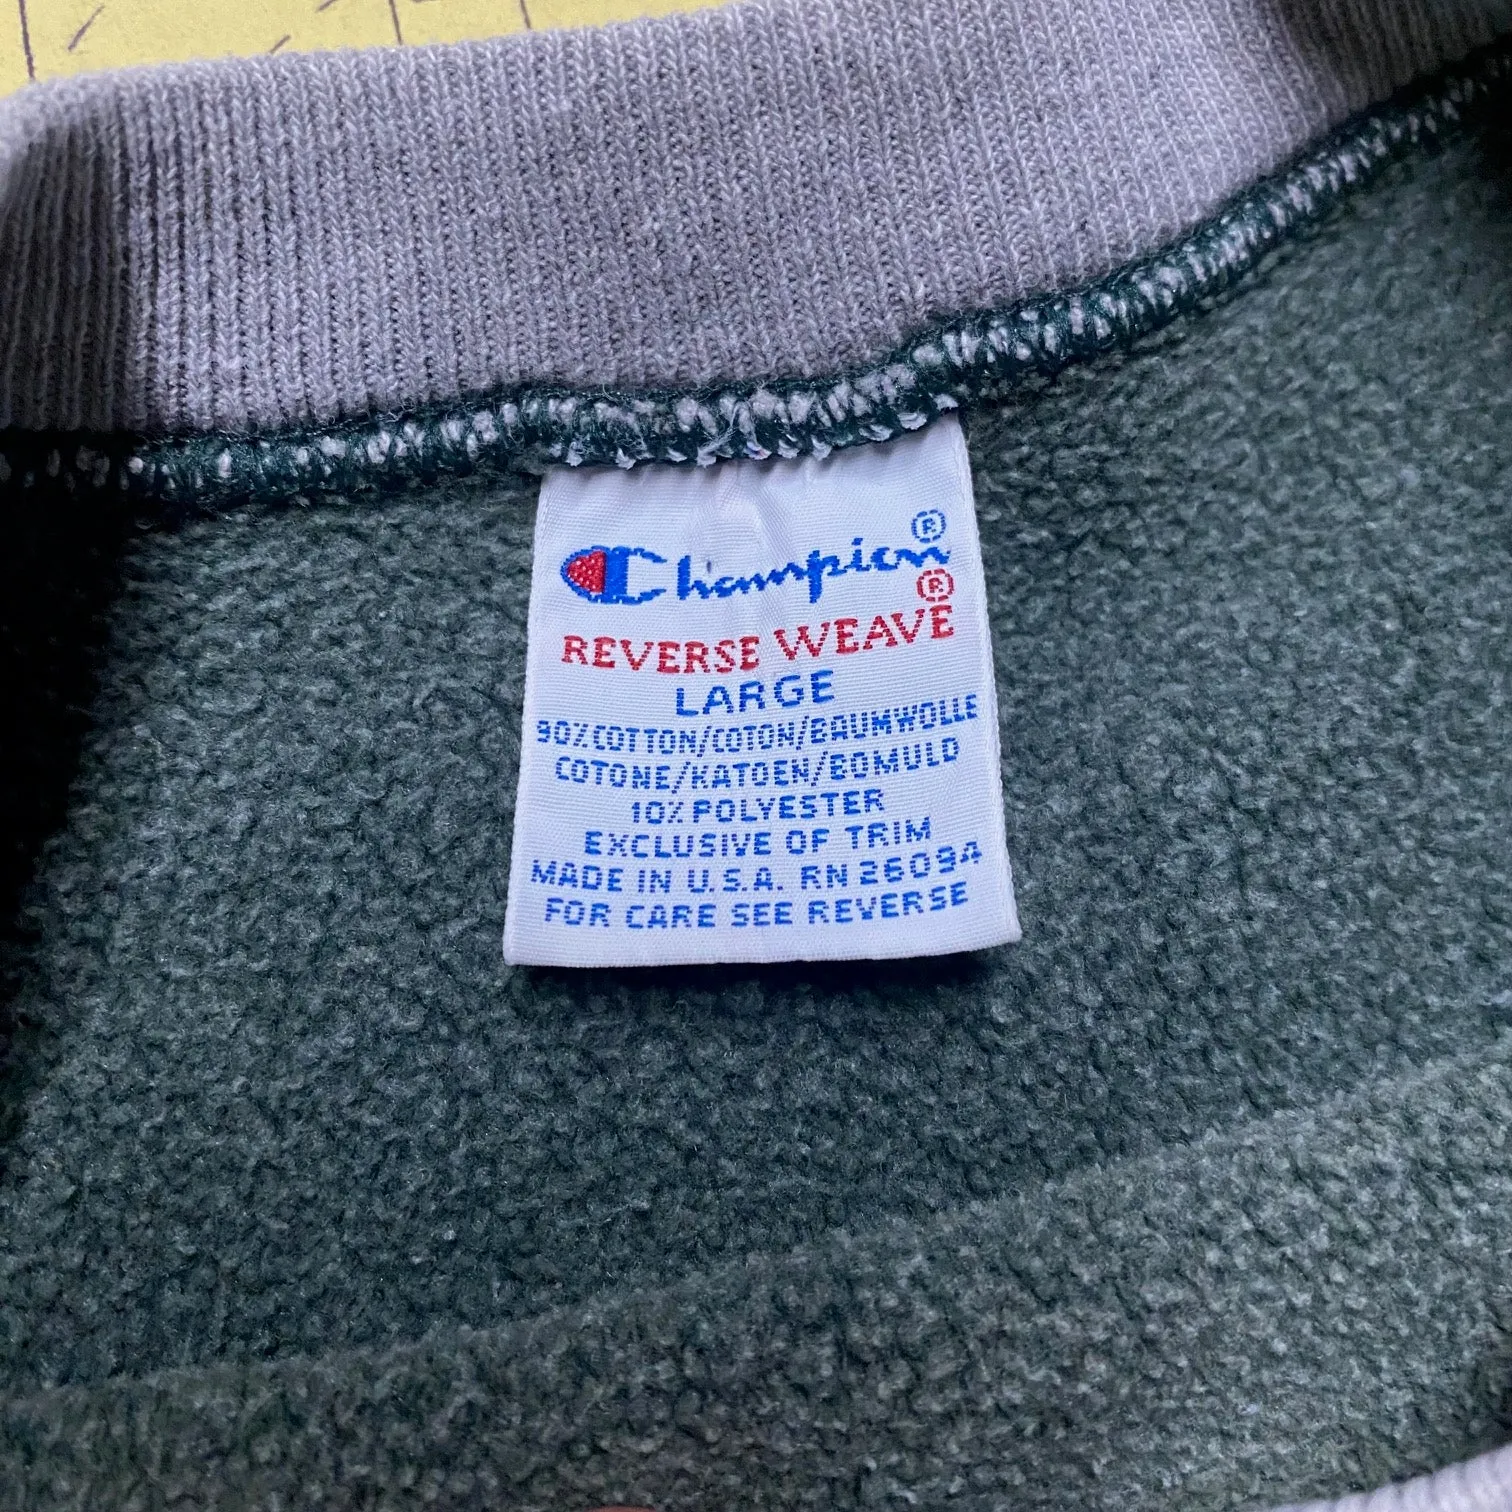 Champion®
REVERSE WEAVE®
LARGE
90% COTTON/COTON/BAUMWOLLE
COTONE/KATOEN/BOMULD
10% POLYESTER
EXCLUSIVE OF TRIM
MADE IN U.S.A. RN 26094
FOR CARE SEE REVERSE